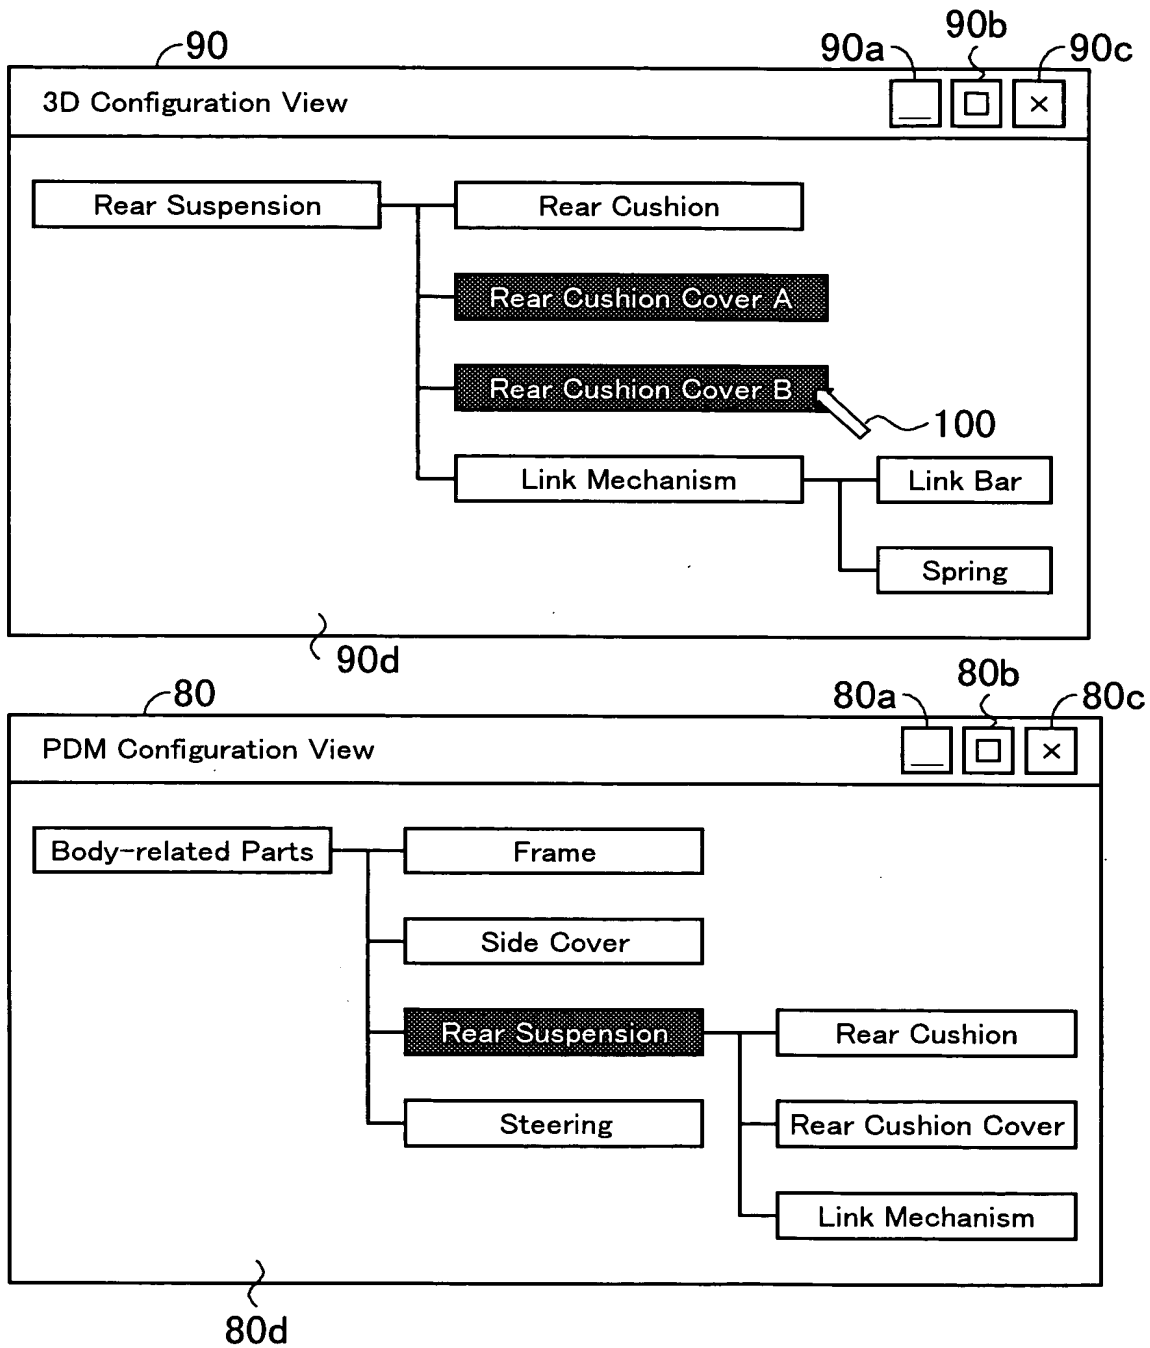 90
90a
90b
90c
3D Configuration View
_
□
×
Rear Suspension
Rear Cushion
Rear Cushion Cover A
Rear Cushion Cover B
100
Link Mechanism
Link Bar
Spring
90d
80
80a
80b
80c
PDM Configuration View
_
□
×
Body-related Parts
Frame
Side Cover
Rear Suspension
Rear Cushion
Steering
Rear Cushion Cover
Link Mechanism
80d